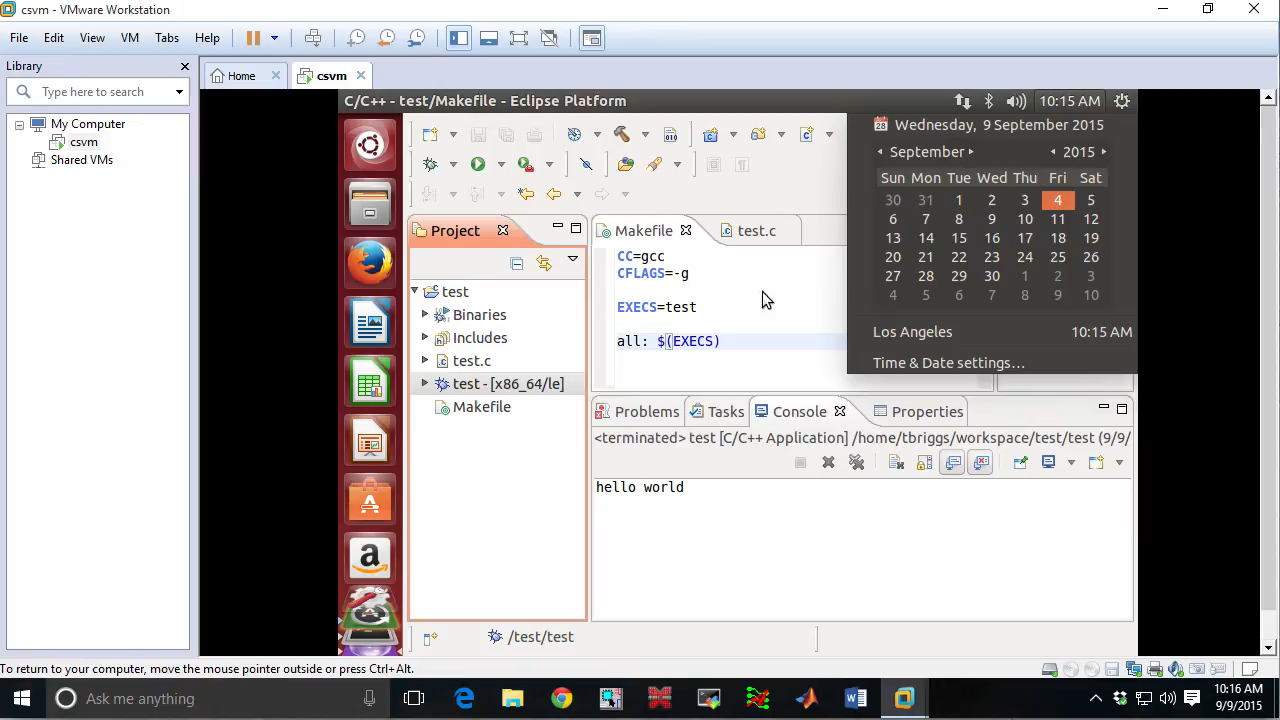 csvm - VMware Workstation
File Edit View VM Tabs Help
Library
Type here to search
My Computer
csvm
Shared VMs
Home
csvm
C/C++ - test/Makefile - Eclipse Platform
10:15 AM
Wednesday, 9 September 2015
September 2015
Sun Mon Tue Wed Thu Fri Sat
30 31 1 2 3 4 5
6 7 8 9 10 11 12
13 14 15 16 17 18 19
20 21 22 23 24 25 26
27 28 29 30 1 2 3
4 5 6 7 8 9 10
Los Angeles 10:15 AM
Time & Date settings…
Project
test
Binaries
Includes
test.c
test - [x86_64/le]
Makefile
Makefile test.c
CC=gcc
CFLAGS=-g
EXECS=test
all: $(EXECS)
Problems Tasks Console Properties
<terminated> test [C/C++ Application] /home/tbriggs/workspace/test/test (9/9/
hello world
/test/test
To return to your computer, move the mouse pointer outside or press Ctrl+Alt.
Ask me anything
10:16 AM
9/9/2015